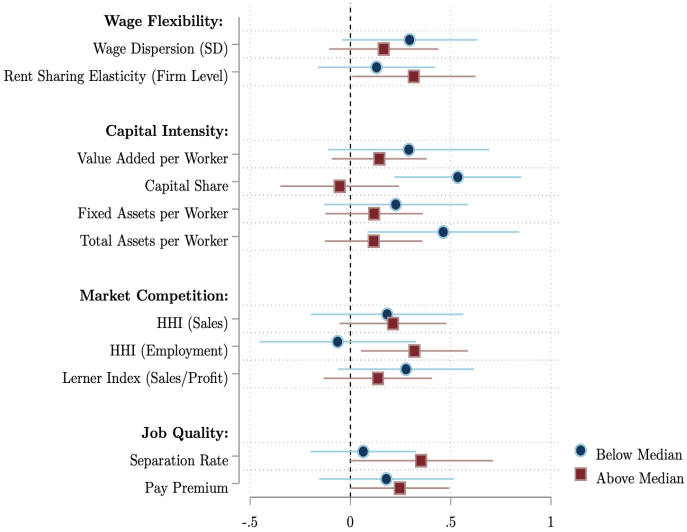 Wage Flexibility:
Wage Dispersion (SD)
Rent Sharing Elasticity (Firm Level)
Capital Intensity:
Value Added per Worker
Capital Share
Fixed Assets per Worker
Total Assets per Worker
Market Competition:
HHI (Sales)
HHI (Employment)
Lerner Index (Sales/Profit)
Job Quality:
Separation Rate
Pay Premium
Below Median
Above Median
-.5 0 .5 1